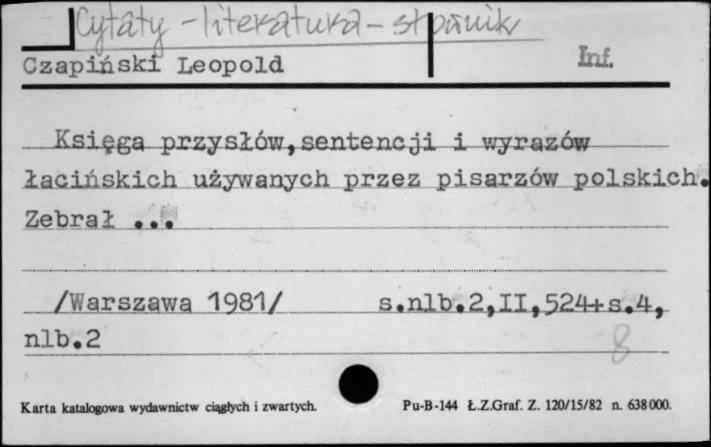 Cytaty - literatura - słownik
Czapiński Leopold Inf.
Księga przysłów,sentencji i wyrazów
łacińskich używanych przez pisarzów polskich.
Zebrał ...
/Warszawa 1981/ s.nlb.2,II,524+s.4,
nlb.2
8
Karta katalogowa wydawnictw ciągłych i zwartych. Pu-B-144 Ł.Z.Graf. Z. 120/15/82 n. 638000.